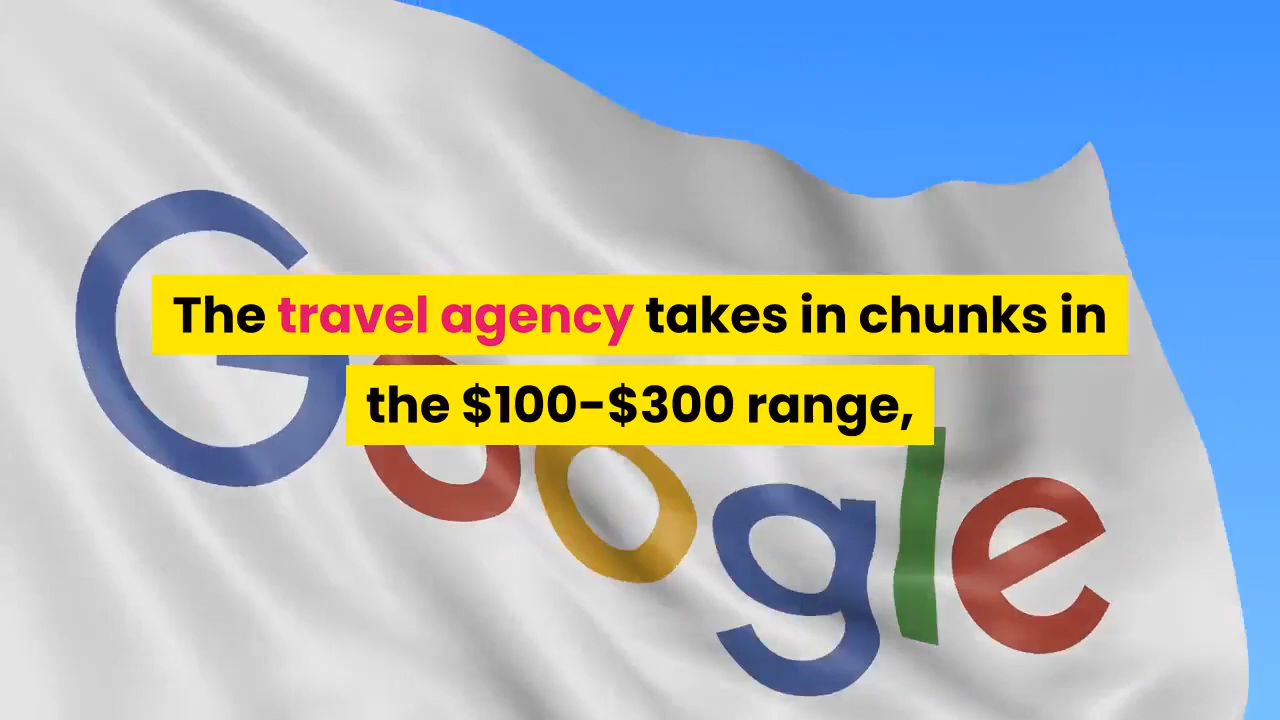 The travel agency takes in chunks in
the $100-$300 range,
Google